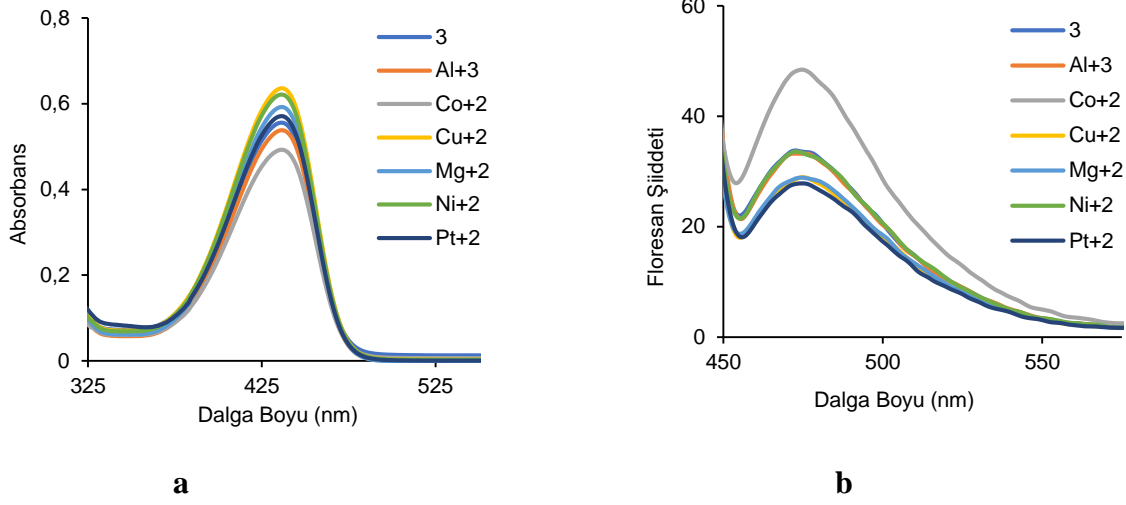 0,8
0,6
0,4
0,2
0
325
425
525
Absorbans
Dalga Boyu (nm)
3
Al+3
Co+2
Cu+2
Mg+2
Ni+2
Pt+2
a
60
40
20
0
450
500
550
Floresan Şiiddeti
Dalga Boyu (nm)
3
Al+3
Co+2
Cu+2
Mg+2
Ni+2
Pt+2
b